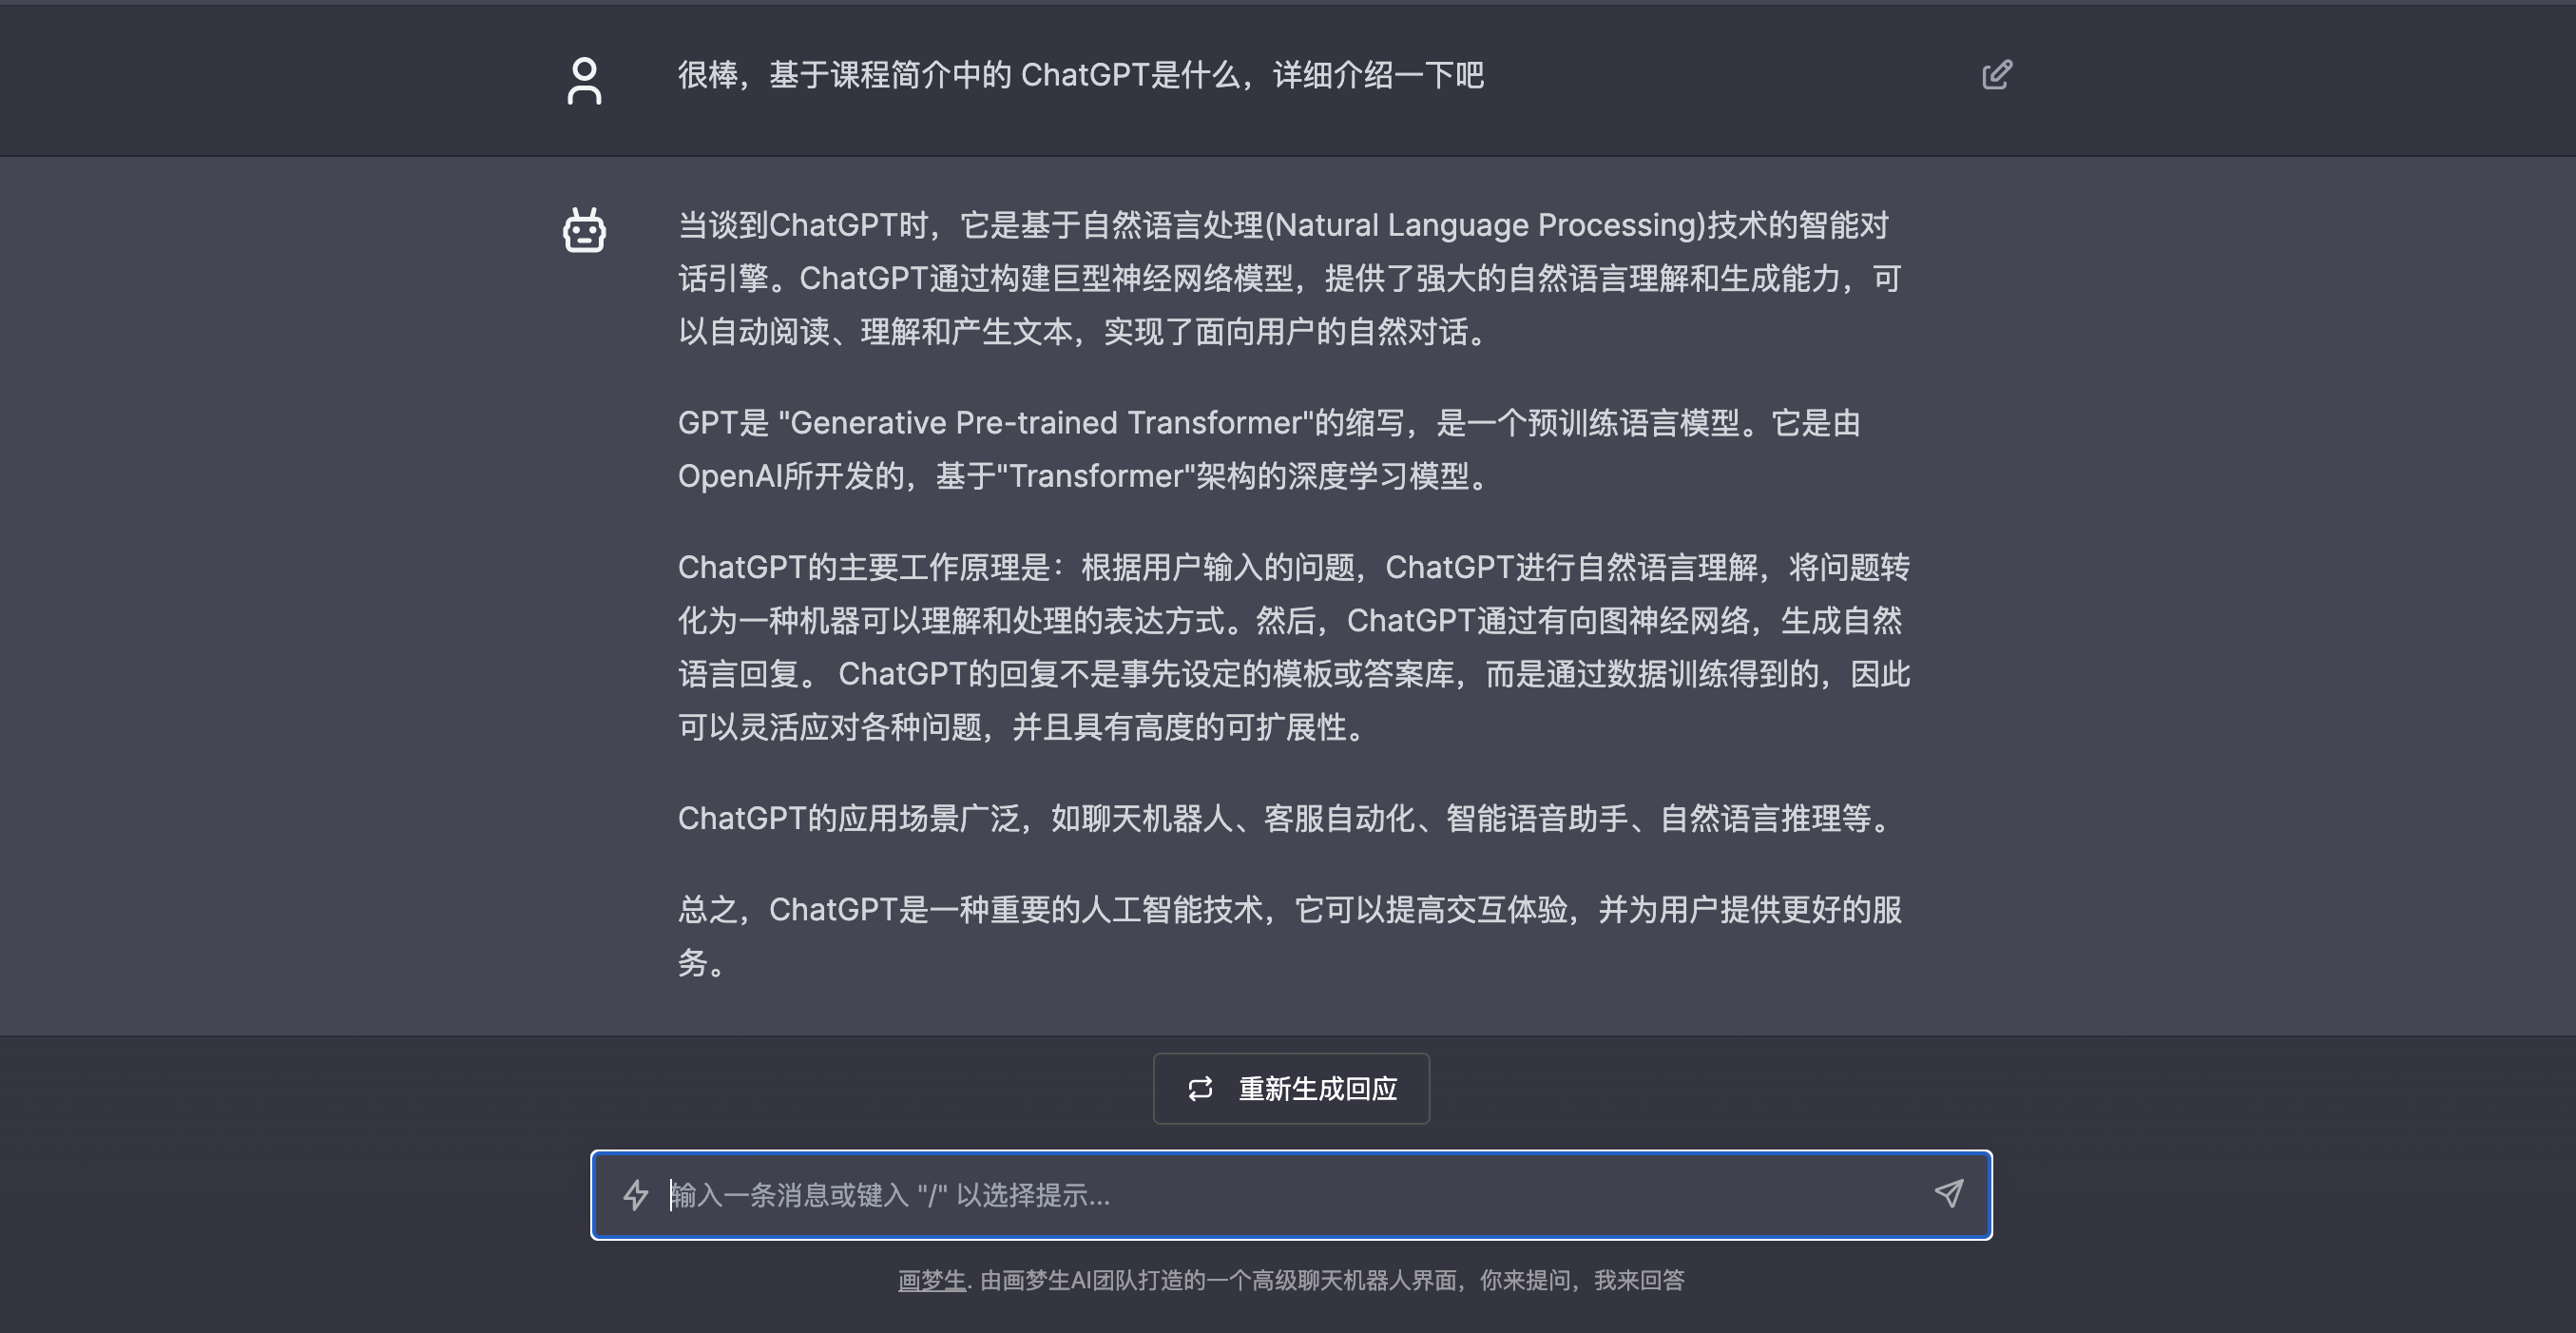 很棒，基于课程简介中的 ChatGPT是什么，详细介绍一下吧
当谈到ChatGPT时，它是基于自然语言处理(Natural Language Processing)技术的智能对
话引擎。ChatGPT通过构建巨型神经网络模型，提供了强大的自然语言理解和生成能力，可
以自动阅读、理解和产生文本，实现了面向用户的自然对话。
GPT是 "Generative Pre-trained Transformer"的缩写，是一个预训练语言模型。它是由
OpenAI所开发的，基于"Transformer"架构的深度学习模型。
ChatGPT的主要工作原理是：根据用户输入的问题，ChatGPT进行自然语言理解，将问题转
化为一种机器可以理解和处理的表达方式。然后，ChatGPT通过有向图神经网络，生成自然
语言回复。 ChatGPT的回复不是事先设定的模板或答案库，而是通过数据训练得到的，因此
可以灵活应对各种问题，并且具有高度的可扩展性。
ChatGPT的应用场景广泛，如聊天机器人、客服自动化、智能语音助手、自然语言推理等。
总之，ChatGPT是一种重要的人工智能技术，它可以提高交互体验，并为用户提供更好的服
务。
重新生成回应
输入一条消息或键入 "/" 以选择提示...
画梦生. 由画梦生AI团队打造的一个高级聊天机器人界面，你来提问，我来回答